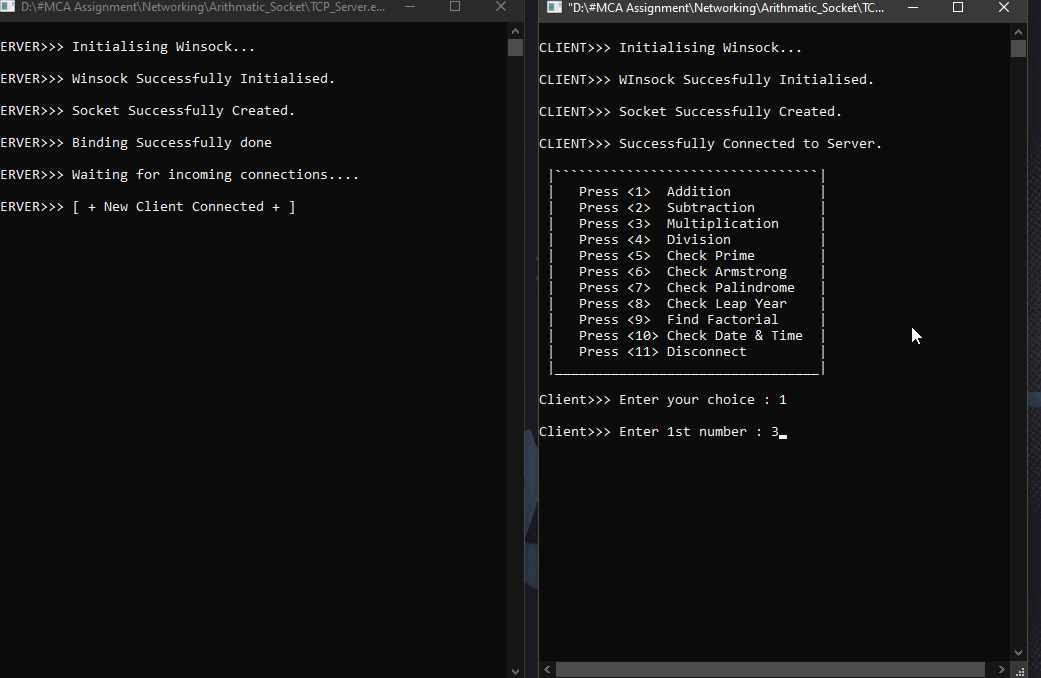 D:\#MCA Assignment\Networking\Arithmatic_Socket\TCP_Server.e...
ERVER>>> Initialising Winsock...
ERVER>>> Winsock Successfully Initialised.
ERVER>>> Socket Successfully Created.
ERVER>>> Binding Successfully done
ERVER>>> Waiting for incoming connections....
ERVER>>> [ + New Client Connected + ]
"D:\#MCA Assignment\Networking\Arithmatic_Socket\TC...
CLIENT>>> Initialising Winsock...
CLIENT>>> WInsock Succesfully Initialised.
CLIENT>>> Socket Successfully Created.
CLIENT>>> Successfully Connected to Server.
|`````````````````````````````````|
| Press <1> Addition |
| Press <2> Subtraction |
| Press <3> Multiplication |
| Press <4> Division |
| Press <5> Check Prime |
| Press <6> Check Armstrong |
| Press <7> Check Palindrome |
| Press <8> Check Leap Year |
| Press <9> Find Factorial |
| Press <10> Check Date & Time |
| Press <11> Disconnect |
|_________________________________|
Client>>> Enter your choice : 1
Client>>> Enter 1st number : 3